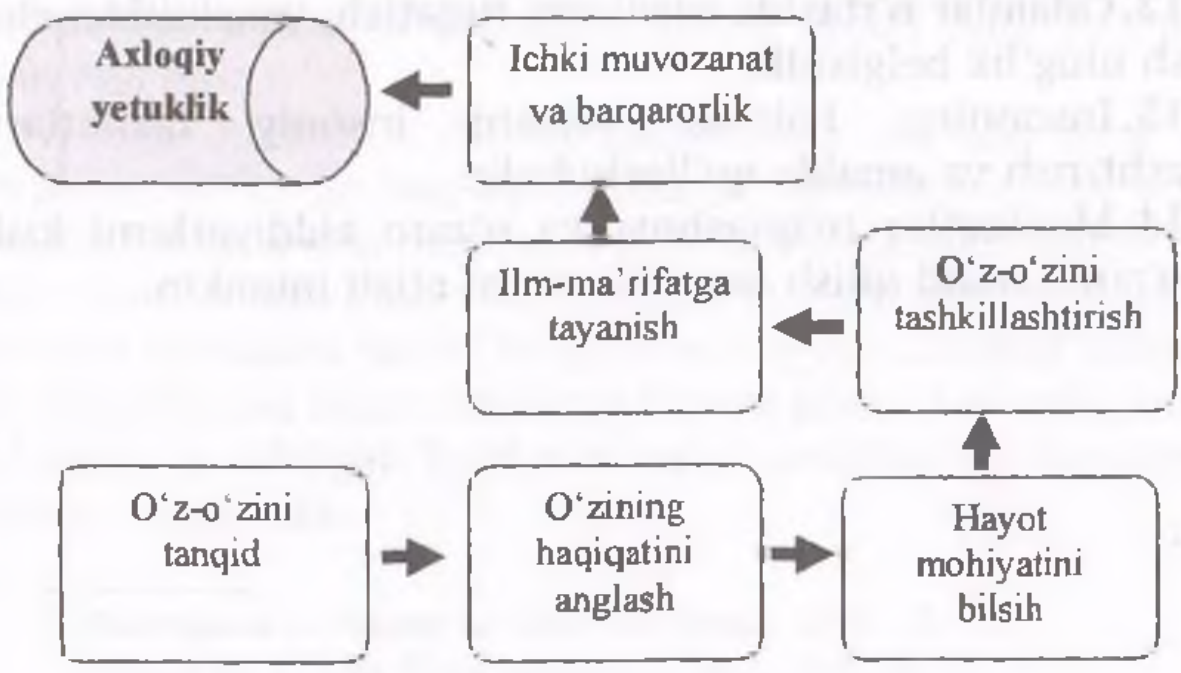 Axloqiy
yetuklik
Ichki muvozanat
va barqarorlik
Ilm-ma’rifatga
tayanish
O‘z-o‘zini
tashkillashtirish
O‘z-o‘zini
tanqid
O‘zining
haqiqatini
anglash
Hayot
mohiyatini
bilsih